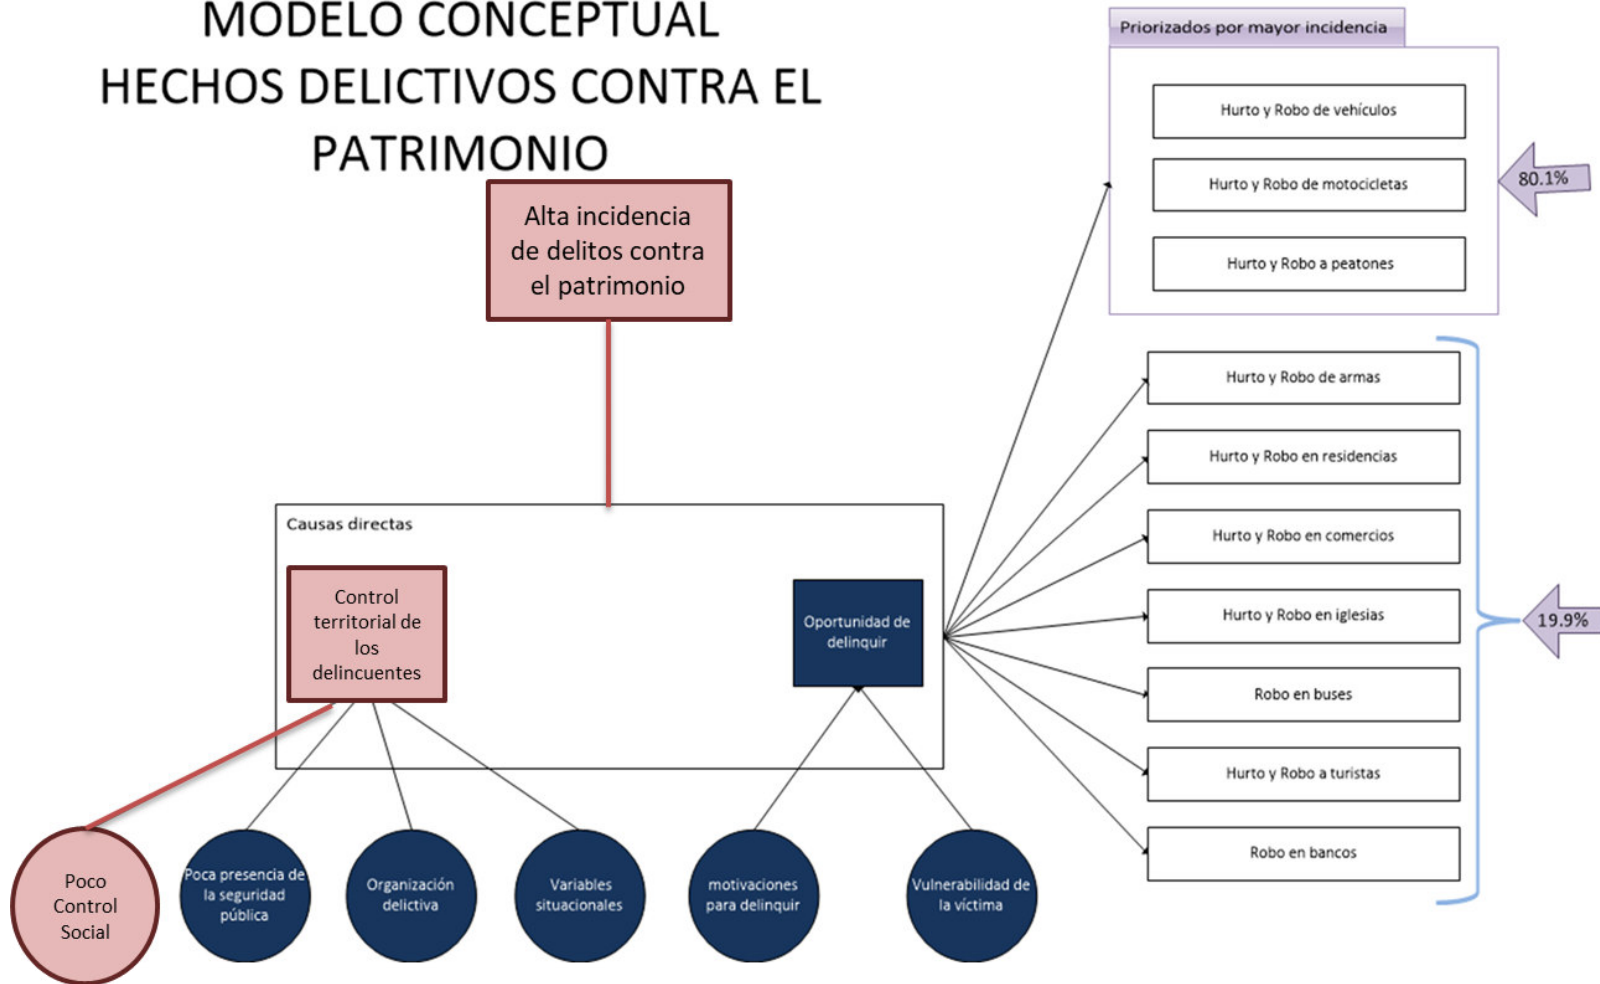 MODELO CONCEPTUAL
HECHOS DELICTIVOS CONTRA EL
PATRIMONIO
Alta incidencia
de delitos contra
el patrimonio
Causas directas
Control
territorial de
los
delincuentes
Oportunidad de
delinquir
Poco
Control
Social
Poca presencia de
la seguridad
pública
Organización
delictiva
Variables
situacionales
motivaciones
para delinquir
Vulnerabilidad de
la víctima
Priorizados por mayor incidencia
Hurto y Robo de vehículos
Hurto y Robo de motocicletas
Hurto y Robo a peatones
80.1%
Hurto y Robo de armas
Hurto y Robo en residencias
Hurto y Robo en comercios
Hurto y Robo en iglesias
Robo en buses
Hurto y Robo a turistas
Robo en bancos
19.9%